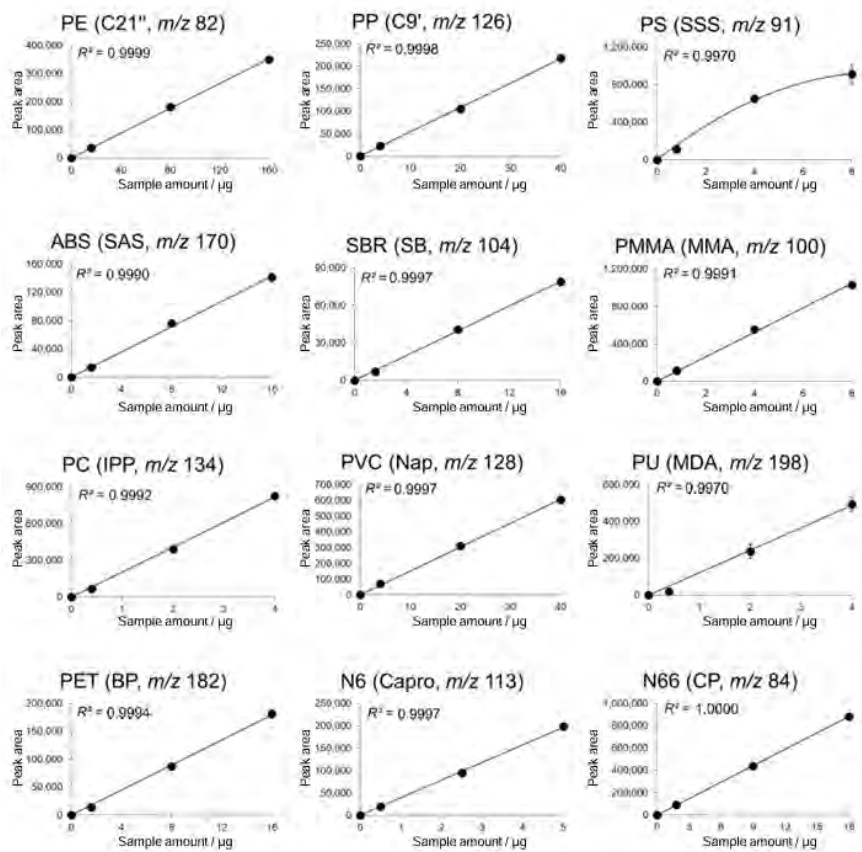 PE (C21", m/z 82)
R² = 0.9999
Peak area
400,000
300,000
200,000
100,000
0
0 40 80 120 160
Sample amount / µg
PP (C9', m/z 126)
R² = 0.9998
Peak area
250,000
200,000
150,000
100,000
50,000
0
0 10 20 30 40
Sample amount / µg
PS (SSS, m/z 91)
R² = 0.9970
Peak area
1,200,000
800,000
400,000
0
0 2 4 6 8
Sample amount / µg
ABS (SAS, m/z 170)
R² = 0.9990
Peak area
160,000
120,000
80,000
40,000
0
0 4 8 12 16
Sample amount / µg
SBR (SB, m/z 104)
R² = 0.9997
Peak area
90,000
60,000
30,000
0
0 4 8 12 16
Sample amount / µg
PMMA (MMA, m/z 100)
R² = 0.9991
Peak area
1,200,000
800,000
400,000
0
0 2 4 6 8
Sample amount / µg
PC (IPP, m/z 134)
R² = 0.9992
Peak area
900,000
600,000
300,000
0
0 1 2 3 4
Sample amount / µg
PVC (Nap, m/z 128)
R² = 0.9997
Peak area
700,000
600,000
500,000
400,000
300,000
200,000
100,000
0
0 10 20 30 40
Sample amount / µg
PU (MDA, m/z 198)
R² = 0.9970
Peak area
600,000
400,000
200,000
0
0 1 2 3 4
Sample amount / µg
PET (BP, m/z 182)
R² = 0.9994
Peak area
200,000
150,000
100,000
50,000
0
0 4 8 12 16
Sample amount / µg
N6 (Capro, m/z 113)
R² = 0.9997
Peak area
250,000
200,000
150,000
100,000
50,000
0
0 1 2 3 4 5
Sample amount / µg
N66 (CP, m/z 84)
R² = 1.0000
Peak area
1,000,000
800,000
600,000
400,000
200,000
0
0 3 6 9 12 15 18
Sample amount / µg